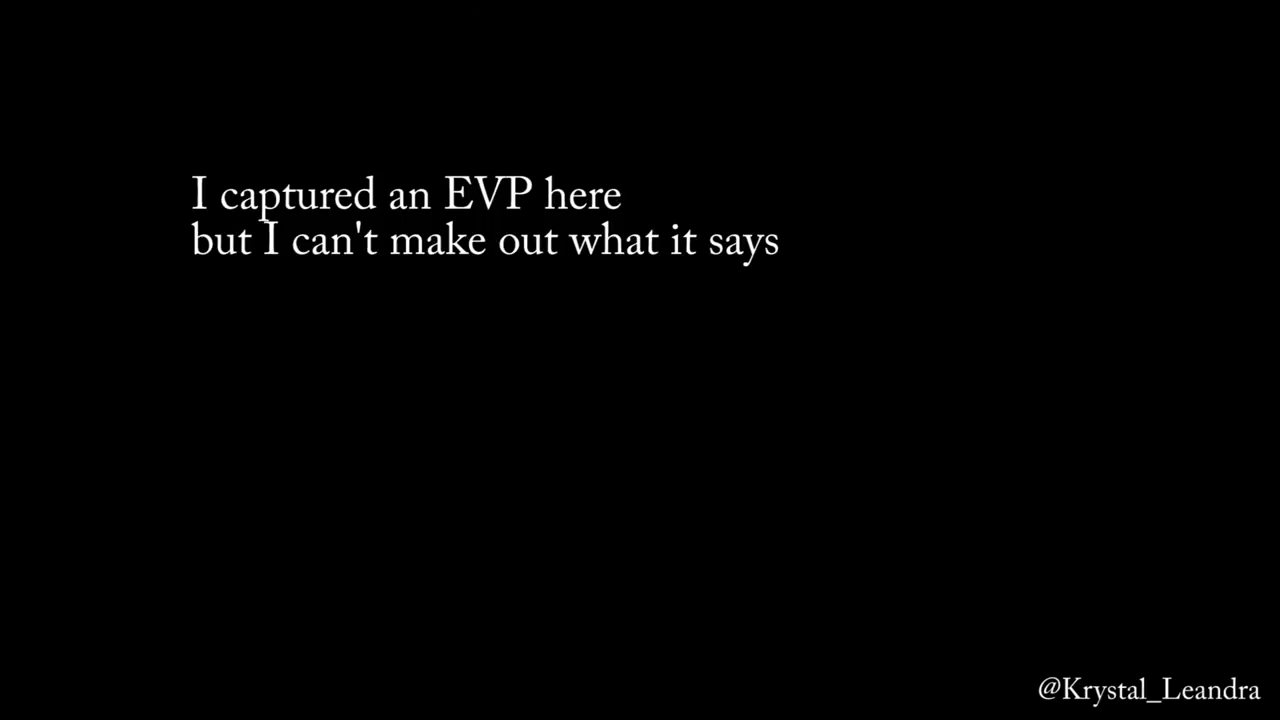 I captured an EVP here
but I can't make out what it says
@Krystal_Leandra